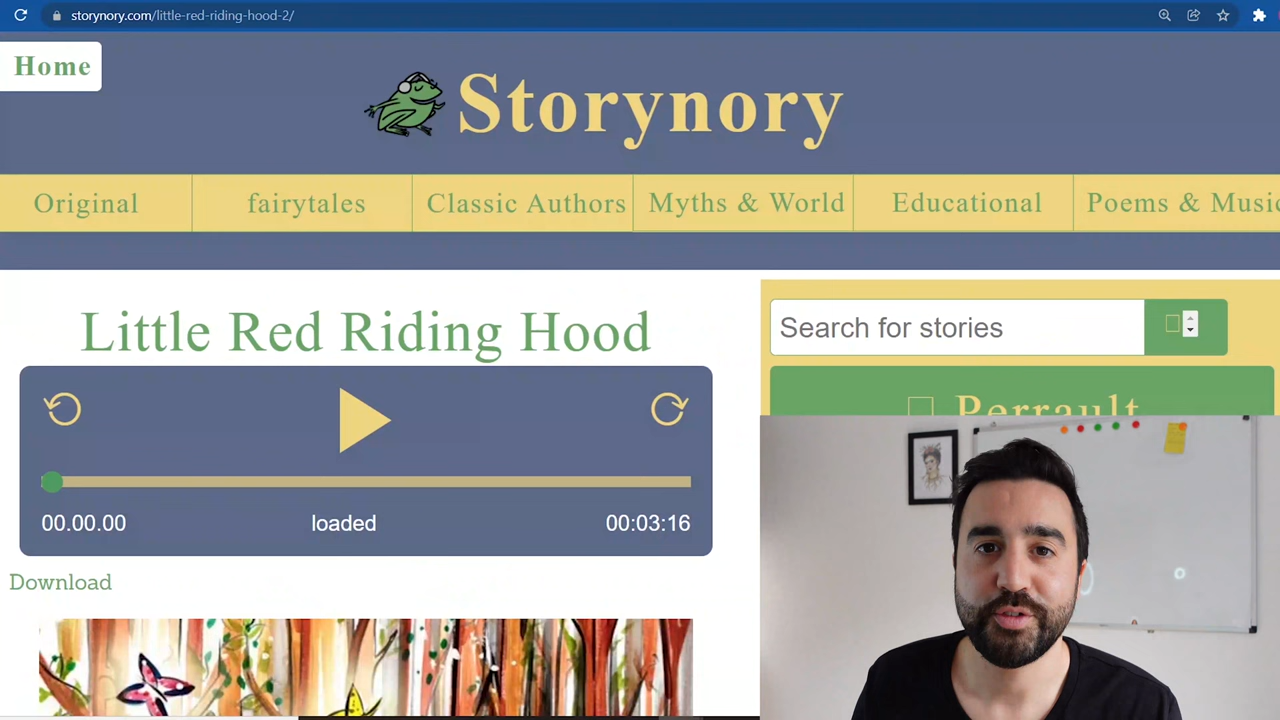 storynory.com/little-red-riding-hood-2/
Home
Storynory
Original fairytales Classic Authors Myths & World Educational Poems & Music
Little Red Riding Hood
Search for stories
Perrault
00.00.00 loaded 00:03:16
Download